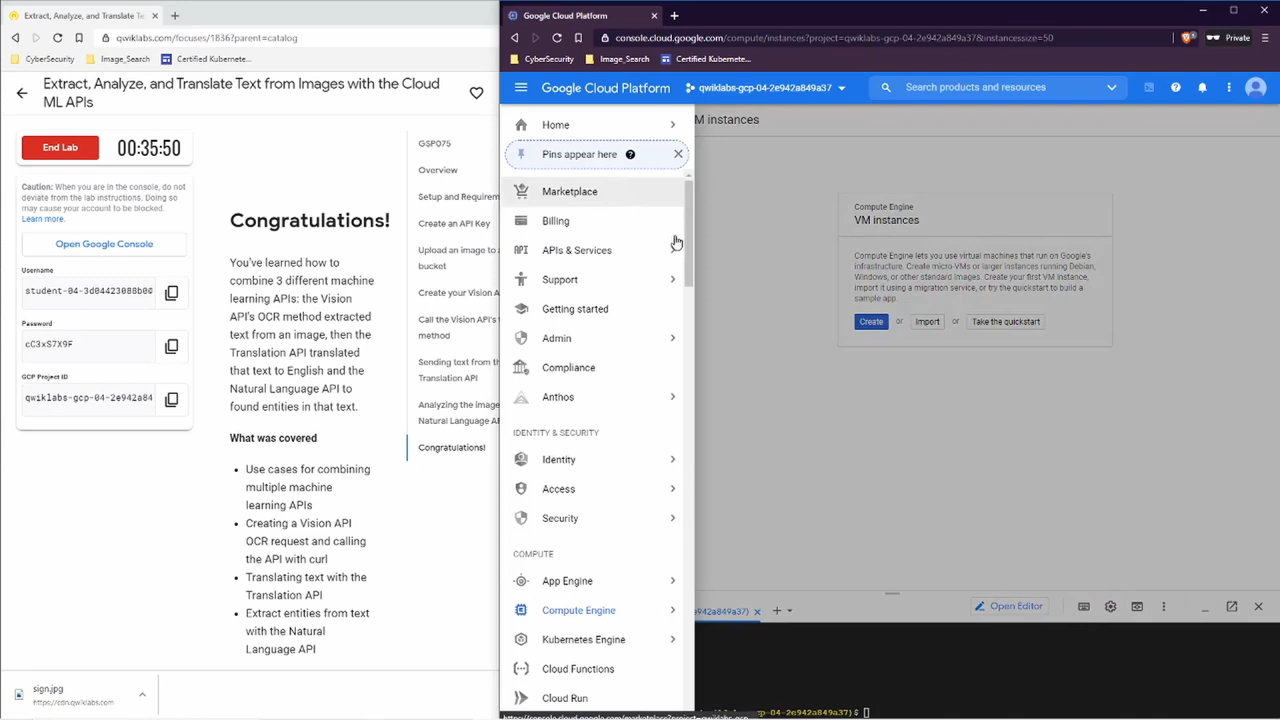 Extract, Analyze, and Translate Te
qwiklabs.com/focuses/1836?parent=catalog
CyberSecurity
Image_Search
Certified Kubernete...
Extract, Analyze, and Translate Text from Images with the Cloud
ML APIs
End Lab
00:35:50
Caution: When you are in the console, do not
deviate from the lab instructions. Doing so
may cause your account to be blocked.
Learn more.
Open Google Console
Username
student-04-3d04423088b00
Password
cC3xS7X9F
GCP Project ID
qwiklabs-gcp-04-2e942a84
Congratulations!
You've learned how to
combine 3 different machine
learning APIs: the Vision
API's OCR method extracted
text from an image, then the
Translation API translated
that text to English and the
Natural Language API to
found entities in that text.
What was covered
• Use cases for combining
multiple machine
learning APIs
• Creating a Vision API
OCR request and calling
the API with curl
• Translating text with the
Translation API
• Extract entities from text
with the Natural
Language API
GSP075
Overview
Setup and Requirem
Create an API Key
Upload an image to a
bucket
Create your Vision A
Call the Vision API's t
method
Sending text from th
Translation API
Analyzing the image
Natural Language AP
Congratulations!
sign.jpg
https://cdn.qwiklabs.com/
Google Cloud Platform
console.cloud.google.com/compute/instances?project=qwiklabs-gcp-04-2e942a849a37&instancessize=50
Private
CyberSecurity
Image_Search
Certified Kubernete...
Google Cloud Platform
qwiklabs-gcp-04-2e942a849a37
Search products and resources
Home
Pins appear here
Marketplace
Billing
API
APIs & Services
Support
Getting started
Admin
Compliance
Anthos
IDENTITY & SECURITY
Identity
Access
Security
COMPUTE
App Engine
Compute Engine
Kubernetes Engine
Cloud Functions
Cloud Run
VM instances
Compute Engine
VM instances
Compute Engine lets you use virtual machines that run on Google's
infrastructure. Create micro-VMs or larger instances running Debian,
Windows, or other standard images. Create your first VM instance,
import it using a migration service, or try the quickstart to build a
sample app.
Create
or
Import
or
Take the quickstart
e942a849a37)
Open Editor
gcp-04-2e942a849a37)$